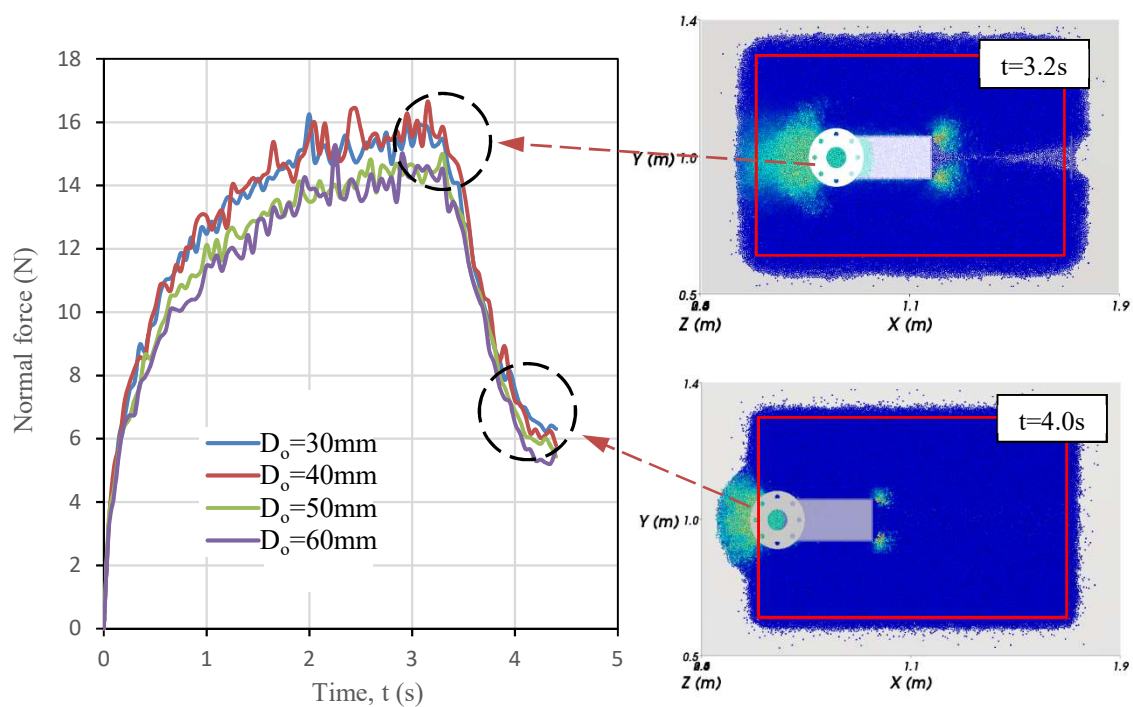 Normal force (N)
18
16
14
12
10
8
6
4
2
0
0 1 2 3 4 5
Time, t (s)
Dₒ=30mm
Dₒ=40mm
Dₒ=50mm
Dₒ=60mm
1.4
t=3.2s
Y (m) 1.0
0.5
Z (m) X (m)
1.1 1.9
1.4
t=4.0s
Y (m) 1.0
0.5
1.1 1.9
Z (m) X (m)